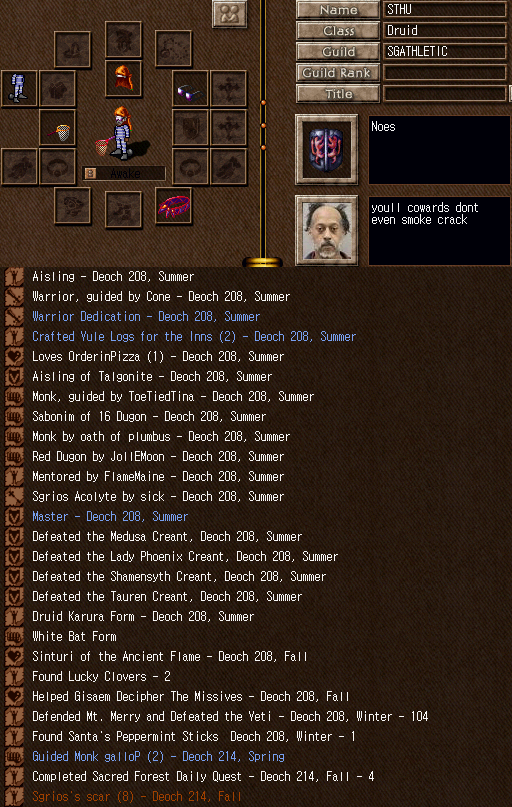 Name STHU
Class Druid
Guild SGATHLETIC
Guild Rank
Title
Noes
Awake
youll cowards dont
even smoke crack
Aisling - Deoch 208, Summer
Warrior, guided by Cone - Deoch 208, Summer
Warrior Dedication - Deoch 208, Summer
Crafted Yule Logs for the Inns (2) - Deoch 208, Summer
Loves OrderinPizza (1) - Deoch 208, Summer
Aisling of Talgonite - Deoch 208, Summer
Monk, guided by ToeTiedTina - Deoch 208, Summer
Sabonim of 16 Dugon - Deoch 208, Summer
Monk by oath of plumbus - Deoch 208, Summer
Red Dugon by JollEMoon - Deoch 208, Summer
Mentored by FlameMaine - Deoch 208, Summer
Sgrios Acolyte by sick - Deoch 208, Summer
Master - Deoch 208, Summer
Defeated the Medusa Creant, Deoch 208, Summer
Defeated the Lady Phoenix Creant, Deoch 208, Summer
Defeated the Shamensyth Creant, Deoch 208, Summer
Defeated the Tauren Creant, Deoch 208, Summer
Druid Karura Form - Deoch 208, Summer
White Bat Form
Sinturi of the Ancient Flame - Deoch 208, Fall
Found Lucky Clovers - 2
Helped Gisaem Decipher The Missives - Deoch 208, Fall
Defended Mt. Merry and Defeated the Yeti - Deoch 208, Winter - 104
Found Santa's Peppermint Sticks  Deoch 208, Winter - 1
Guided Monk galloP (2) - Deoch 214, Spring
Completed Sacred Forest Daily Quest - Deoch 214, Fall - 4
Sgrios's scar (8) - Deoch 214, Fall